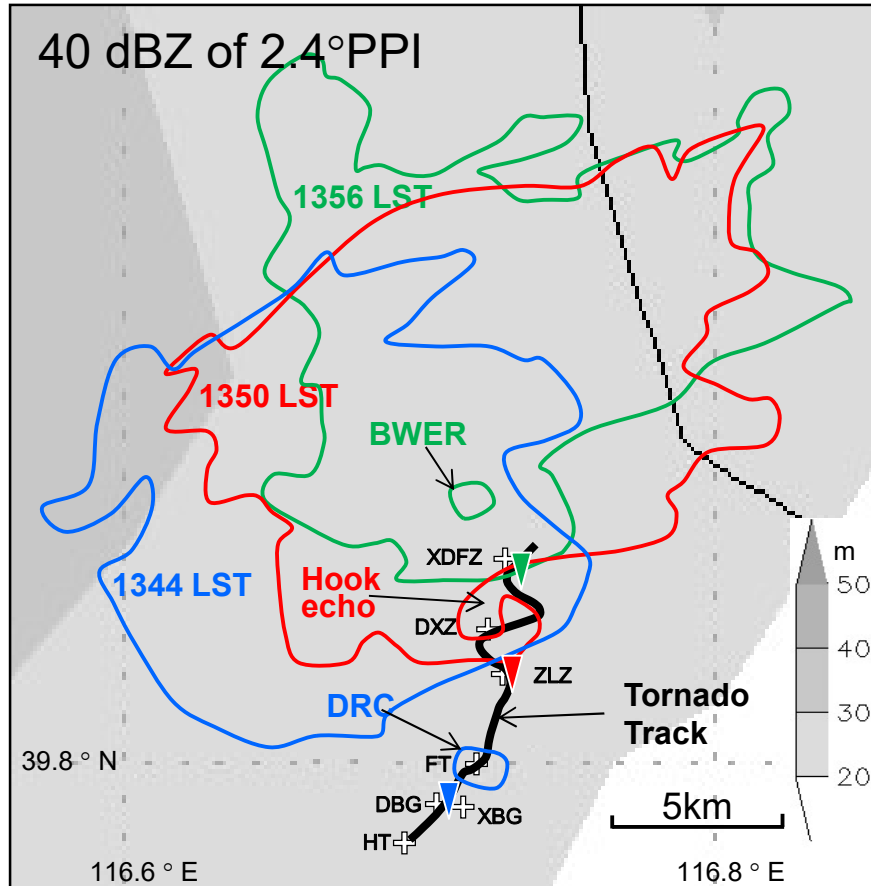 40 dBZ of 2.4°PPI
1356 LST
1350 LST
BWER
XDFZ
m
1344 LST
Hook
echo
50
DXZ
40
ZLZ
DRC
Tornado
Track
30
39.8 ° N
FT
20
DBG
XBG
5km
HT
116.6 ° E
116.8 ° E